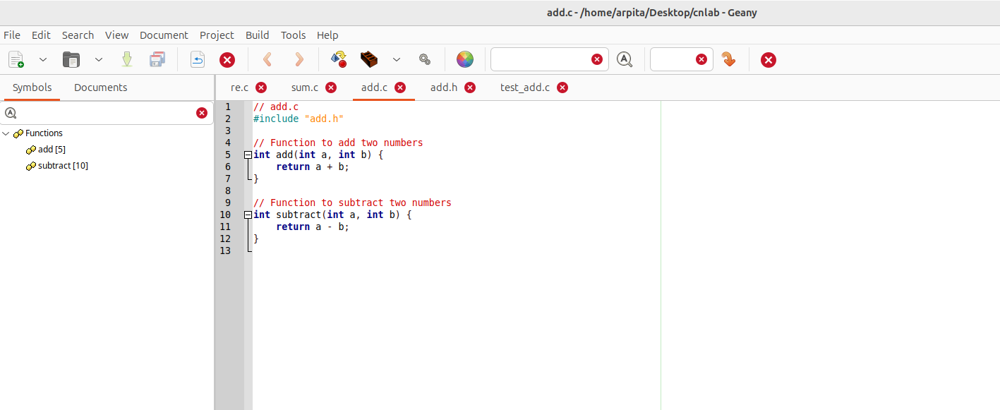 add.c - /home/arpita/Desktop/cnlab - Geany
File Edit Search View Document Project Build Tools Help
Symbols Documents
re.c sum.c add.c add.h test_add.c
Functions
add [5]
subtract [10]
1 // add.c
2 #include "add.h"
3
4 // Function to add two numbers
5 int add(int a, int b) {
6     return a + b;
7 }
8
9 // Function to subtract two numbers
10 int subtract(int a, int b) {
11     return a - b;
12 }
13